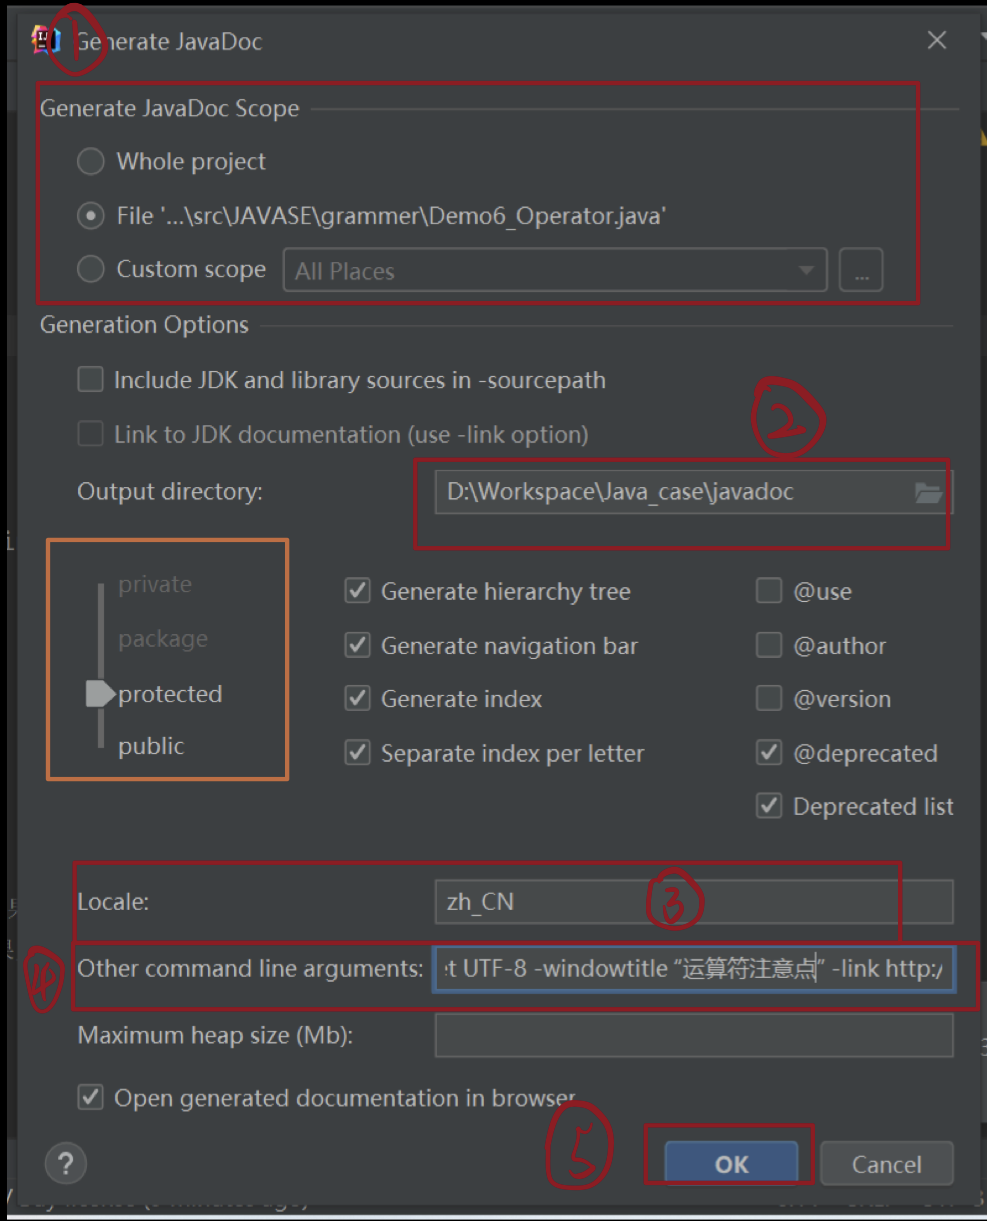 ①
Generate JavaDoc
Generate JavaDoc Scope
Whole project
File '...\src\JAVASE\grammer\Demo6_Operator.java'
Custom scope All Places ...
Generation Options
Include JDK and library sources in -sourcepath
②
Link to JDK documentation (use -link option)
Output directory: D:\Workspace\Java_case\javadoc
private Generate hierarchy tree @use
package Generate navigation bar @author
protected Generate index @version
public Separate index per letter @deprecated
Deprecated list
Locale: zh_CN ③
④ Other command line arguments: et UTF-8 -windowtitle “运算符注意点” -link http:/
Maximum heap size (Mb):
Open generated documentation in browser
⑤
? OK Cancel